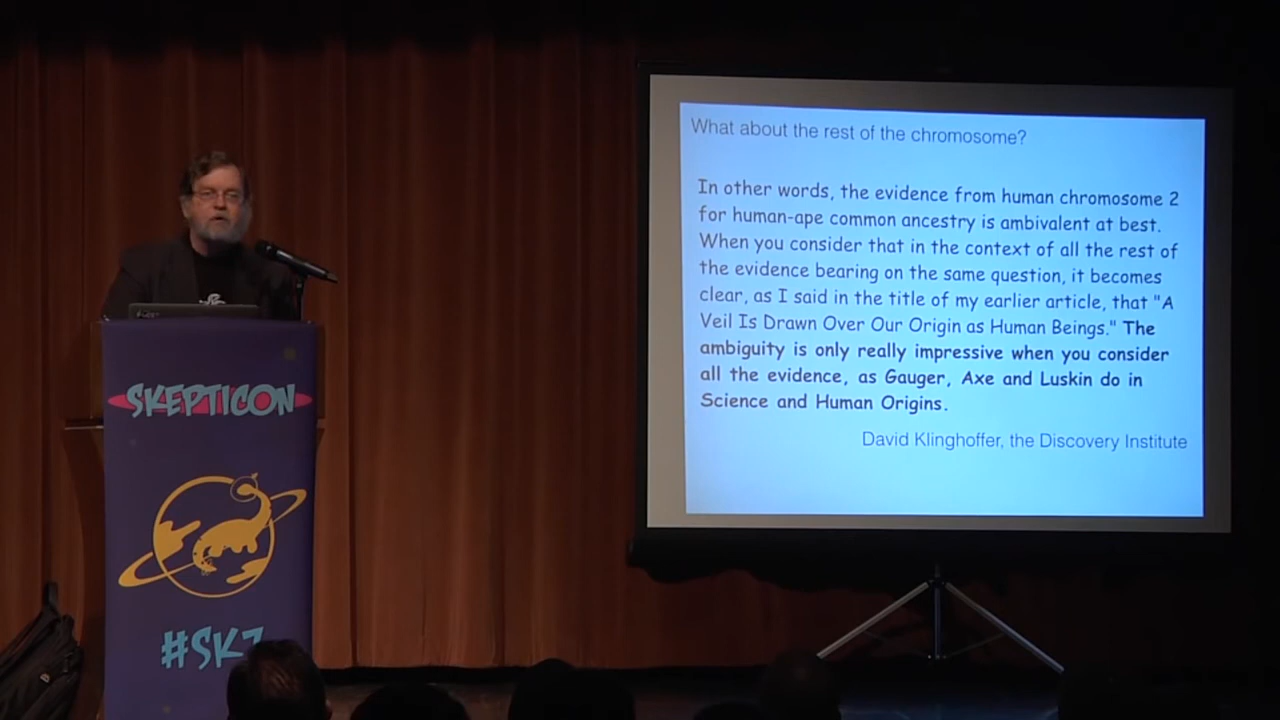 What about the rest of the chromosome?
In other words, the evidence from human chromosome 2
for human-ape common ancestry is ambivalent at best.
When you consider that in the context of all the rest of
the evidence bearing on the same question, it becomes
clear, as I said in the title of my earlier article, that "A
Veil Is Drawn Over Our Origin as Human Beings." The
ambiguity is only really impressive when you consider
all the evidence, as Gauger, Axe and Luskin do in
Science and Human Origins.
David Klinghoffer, the Discovery Institute
SKEPTICON
#SK7